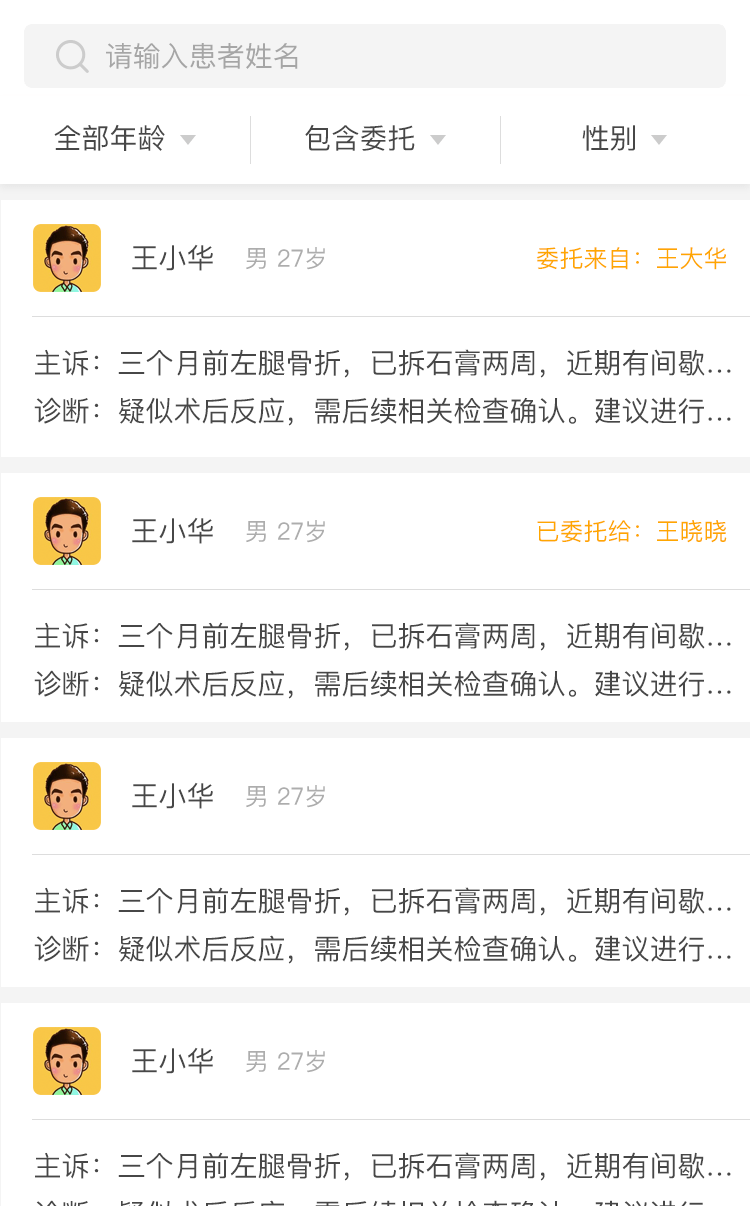 请输入患者姓名
全部年龄 包含委托 性别
王小华 男 27岁 委托来自：王大华
主诉：三个月前左腿骨折，已拆石膏两周，近期有间歇...
诊断：疑似术后反应，需后续相关检查确认。建议进行...
王小华 男 27岁 已委托给：王晓晓
主诉：三个月前左腿骨折，已拆石膏两周，近期有间歇...
诊断：疑似术后反应，需后续相关检查确认。建议进行...
王小华 男 27岁
主诉：三个月前左腿骨折，已拆石膏两周，近期有间歇...
诊断：疑似术后反应，需后续相关检查确认。建议进行...
王小华 男 27岁
主诉：三个月前左腿骨折，已拆石膏两周，近期有间歇...